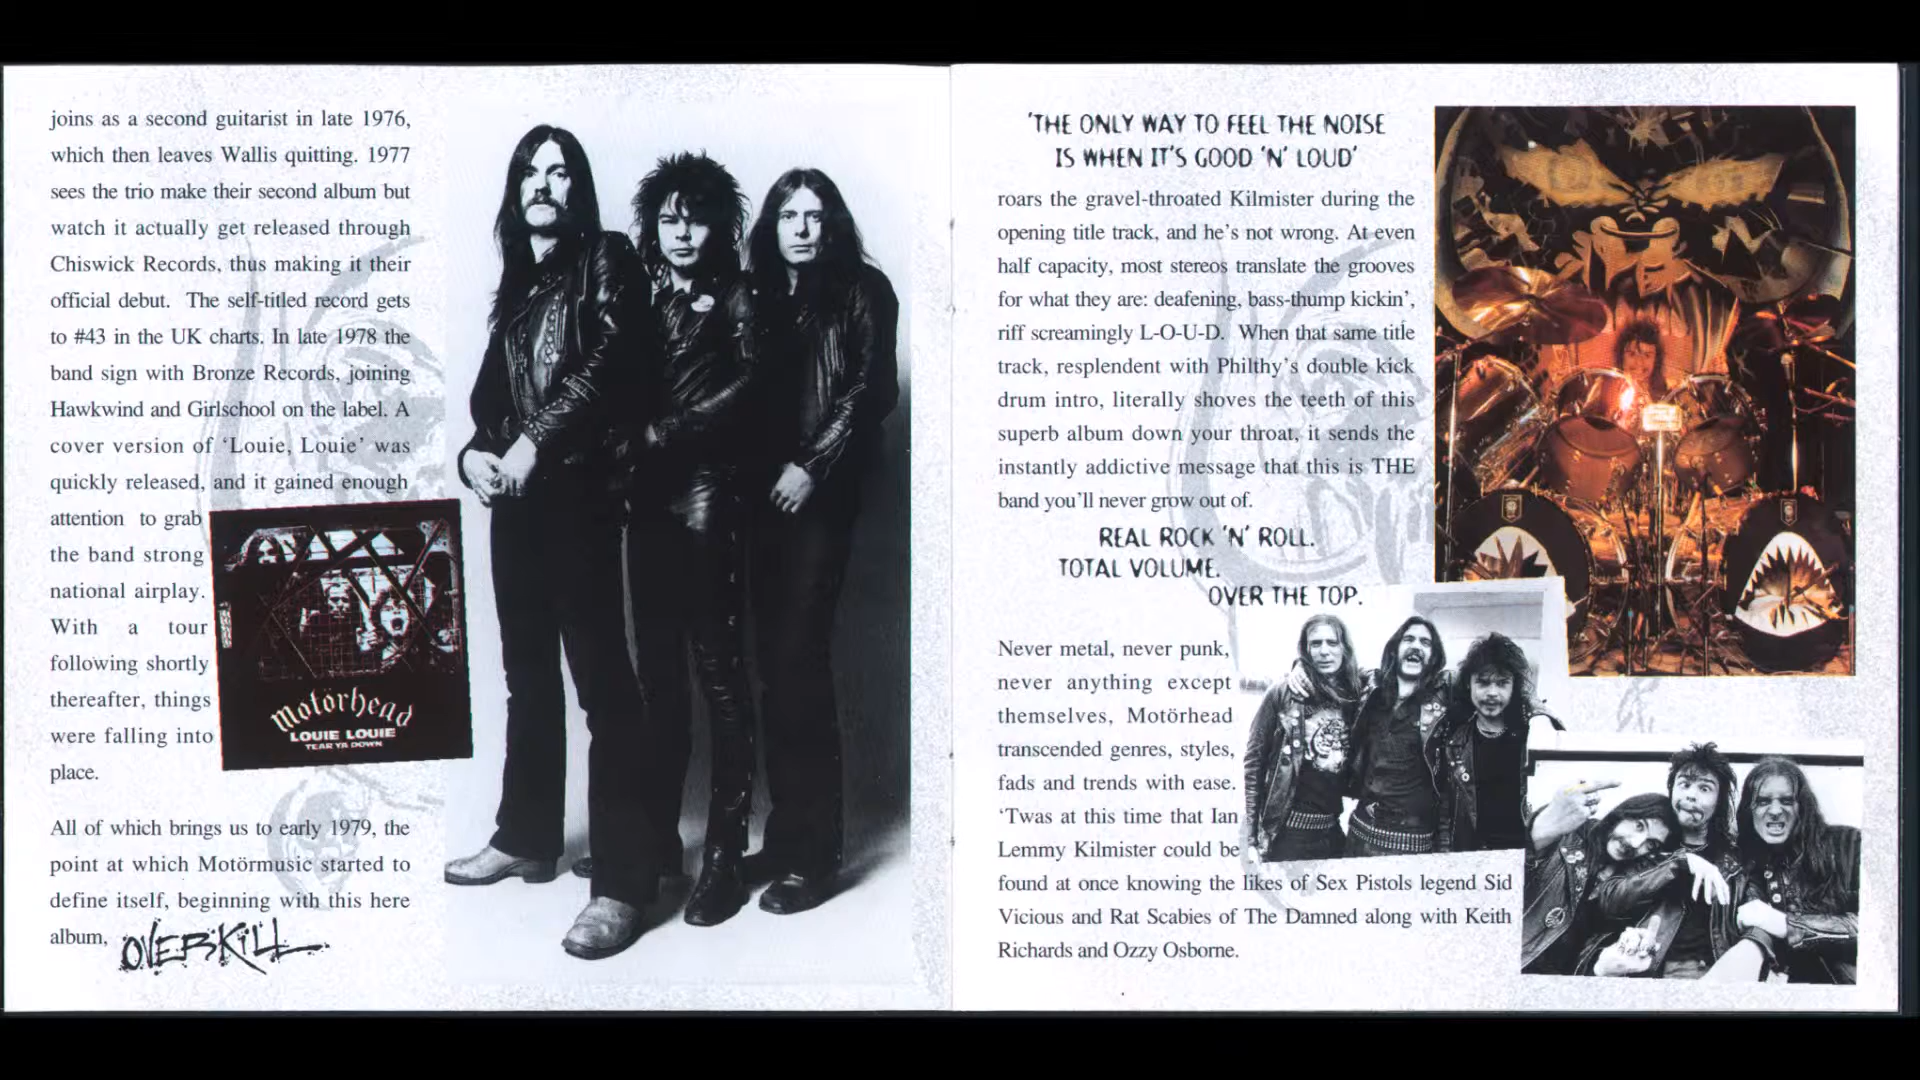 joins as a second guitarist in late 1976,
which then leaves Wallis quitting. 1977
sees the trio make their second album but
watch it actually get released through
Chiswick Records, thus making it their
official debut. The self-titled record gets
to #43 in the UK charts. In late 1978 the
band sign with Bronze Records, joining
Hawkwind and Girlschool on the label. A
cover version of ‘Louie, Louie’ was
quickly released, and it gained enough
attention to grab
the band strong
national airplay.
With a tour
following shortly
thereafter, things
were falling into
place.
Motörhead
LOUIE LOUIE
TEAR YA DOWN
All of which brings us to early 1979, the
point at which Motörmusic started to
define itself, beginning with this here
album, OVERKILL
'THE ONLY WAY TO FEEL THE NOISE
IS WHEN IT'S GOOD 'N' LOUD'
roars the gravel-throated Kilmister during the
opening title track, and he’s not wrong. At even
half capacity, most stereos translate the grooves
for what they are: deafening, bass-thump kickin’,
riff screamingly L-O-U-D. When that same title
track, resplendent with Philthy’s double kick
drum intro, literally shoves the teeth of this
superb album down your throat, it sends the
instantly addictive message that this is THE
band you’ll never grow out of.
REAL ROCK 'N' ROLL.
TOTAL VOLUME.
OVER THE TOP.
Never metal, never punk,
never anything except
themselves, Motörhead
transcended genres, styles,
fads and trends with ease.
‘Twas at this time that Ian
Lemmy Kilmister could be
found at once knowing the likes of Sex Pistols legend Sid
Vicious and Rat Scabies of The Damned along with Keith
Richards and Ozzy Osborne.